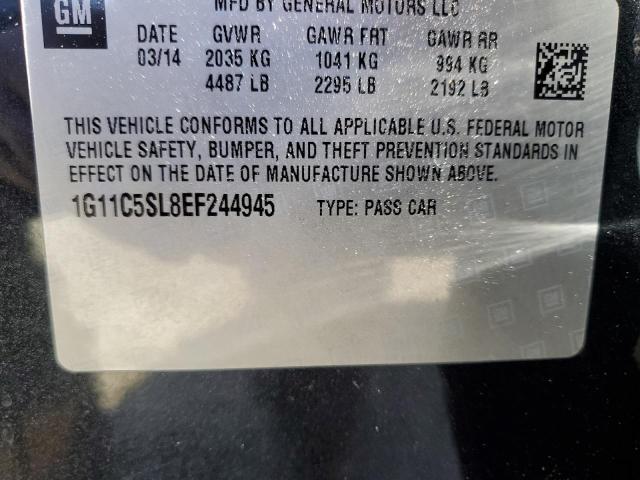 GM
MFD BY GENERAL MOTORS LLC
DATE GVWR GAWR FRT GAWR RR
03/14 2035 KG 1041 KG 994 KG
4487 LB 2295 LB 2192 LB
THIS VEHICLE CONFORMS TO ALL APPLICABLE U.S. FEDERAL MOTOR
VEHICLE SAFETY, BUMPER, AND THEFT PREVENTION STANDARDS IN
EFFECT ON THE DATE OF MANUFACTURE SHOWN ABOVE.
1G11C5SL8EF244945 TYPE: PASS CAR